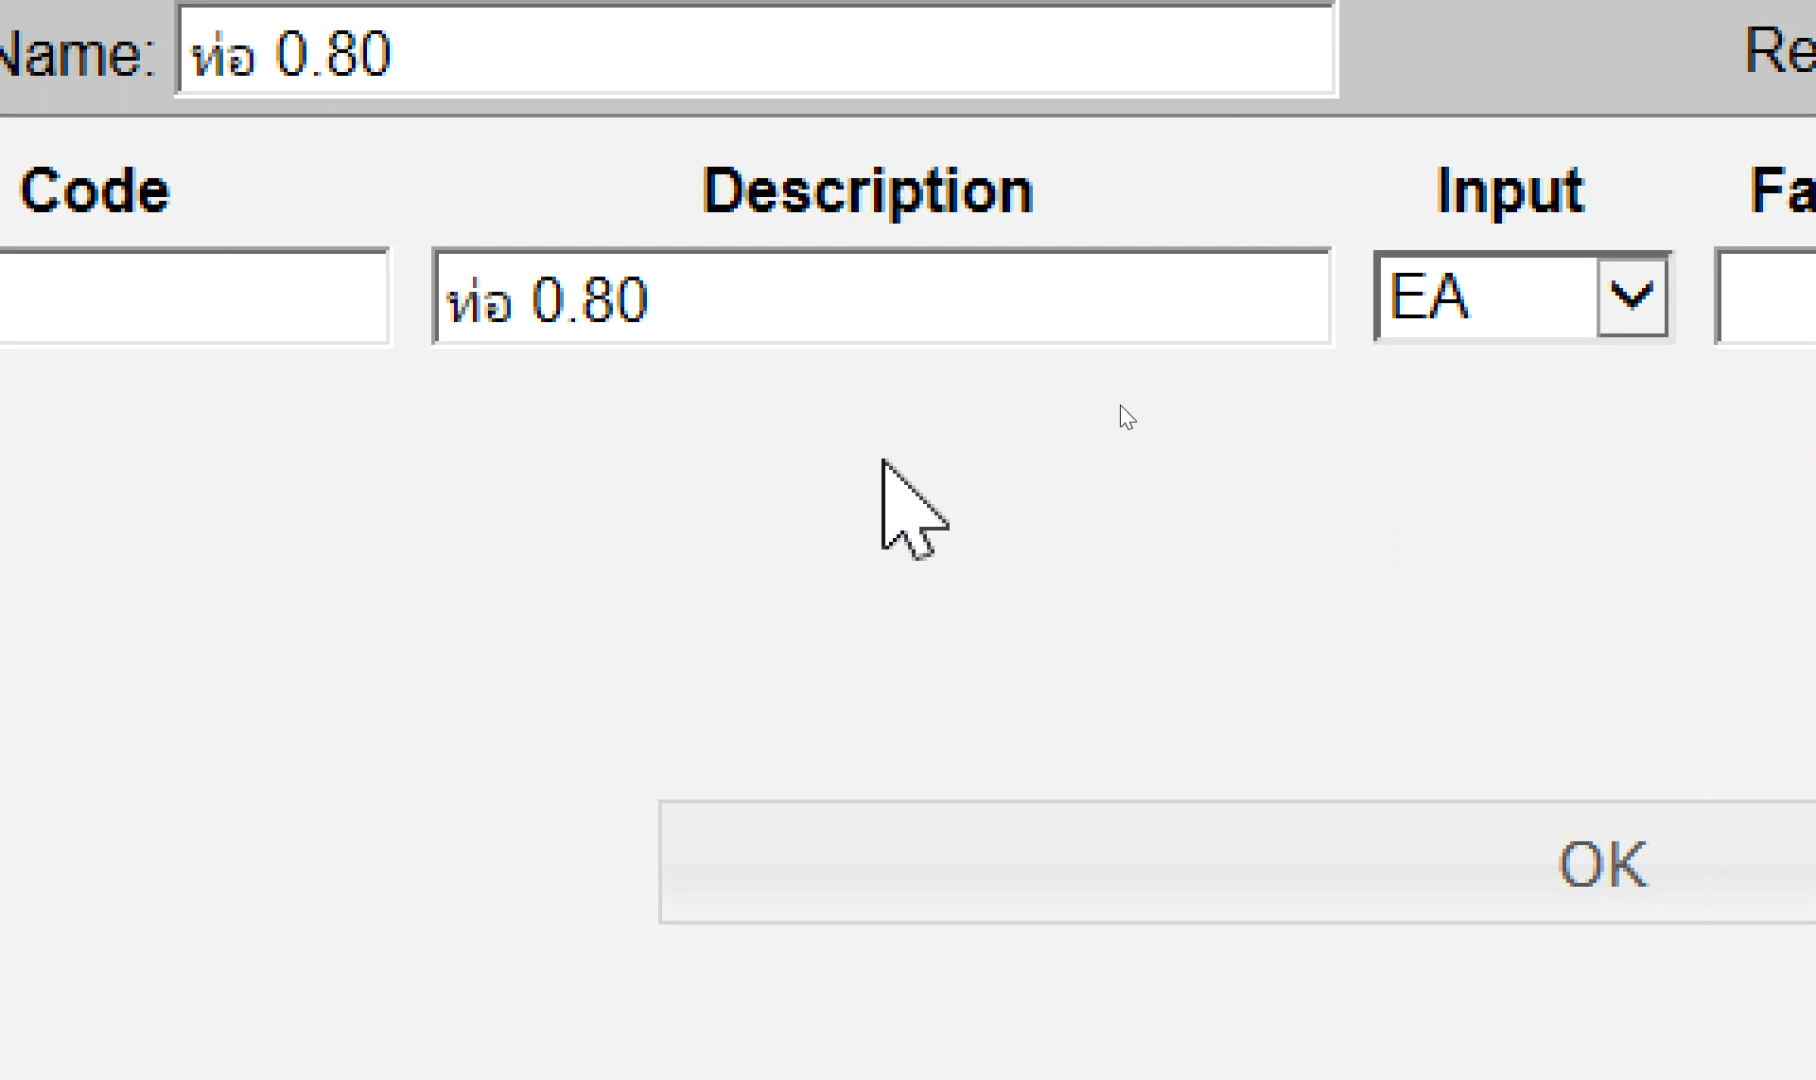 Name: ท่อ 0.80 Re
Code Description Input Fa
ท่อ 0.80 EA
OK